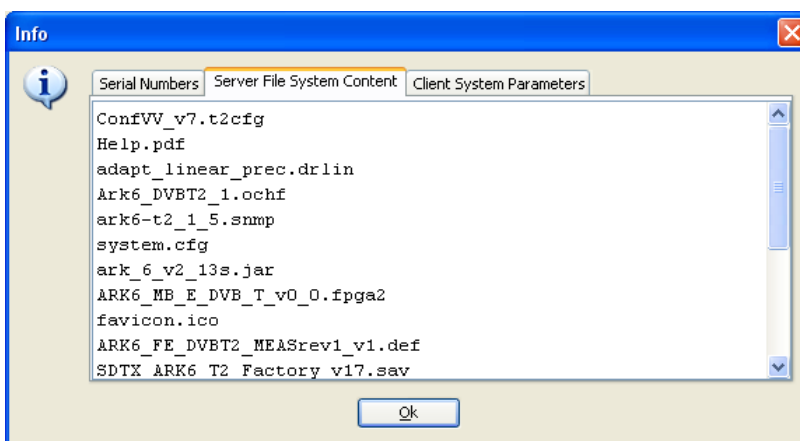 Info
Serial Numbers Server File System Content Client System Parameters
ConfVV_v7.t2cfg
Help.pdf
adapt_linear_prec.drlin
Ark6_DVBT2_1.ochf
ark6-t2_1_5.snmp
system.cfg
ark_6_v2_13s.jar
ARK6_MB_E_DVB_T_v0_0.fpga2
favicon.ico
ARK6_FE_DVBT2_MEASrev1_v1.def
SDTX_ARK6_T2_Factory_v17.sav
Ok